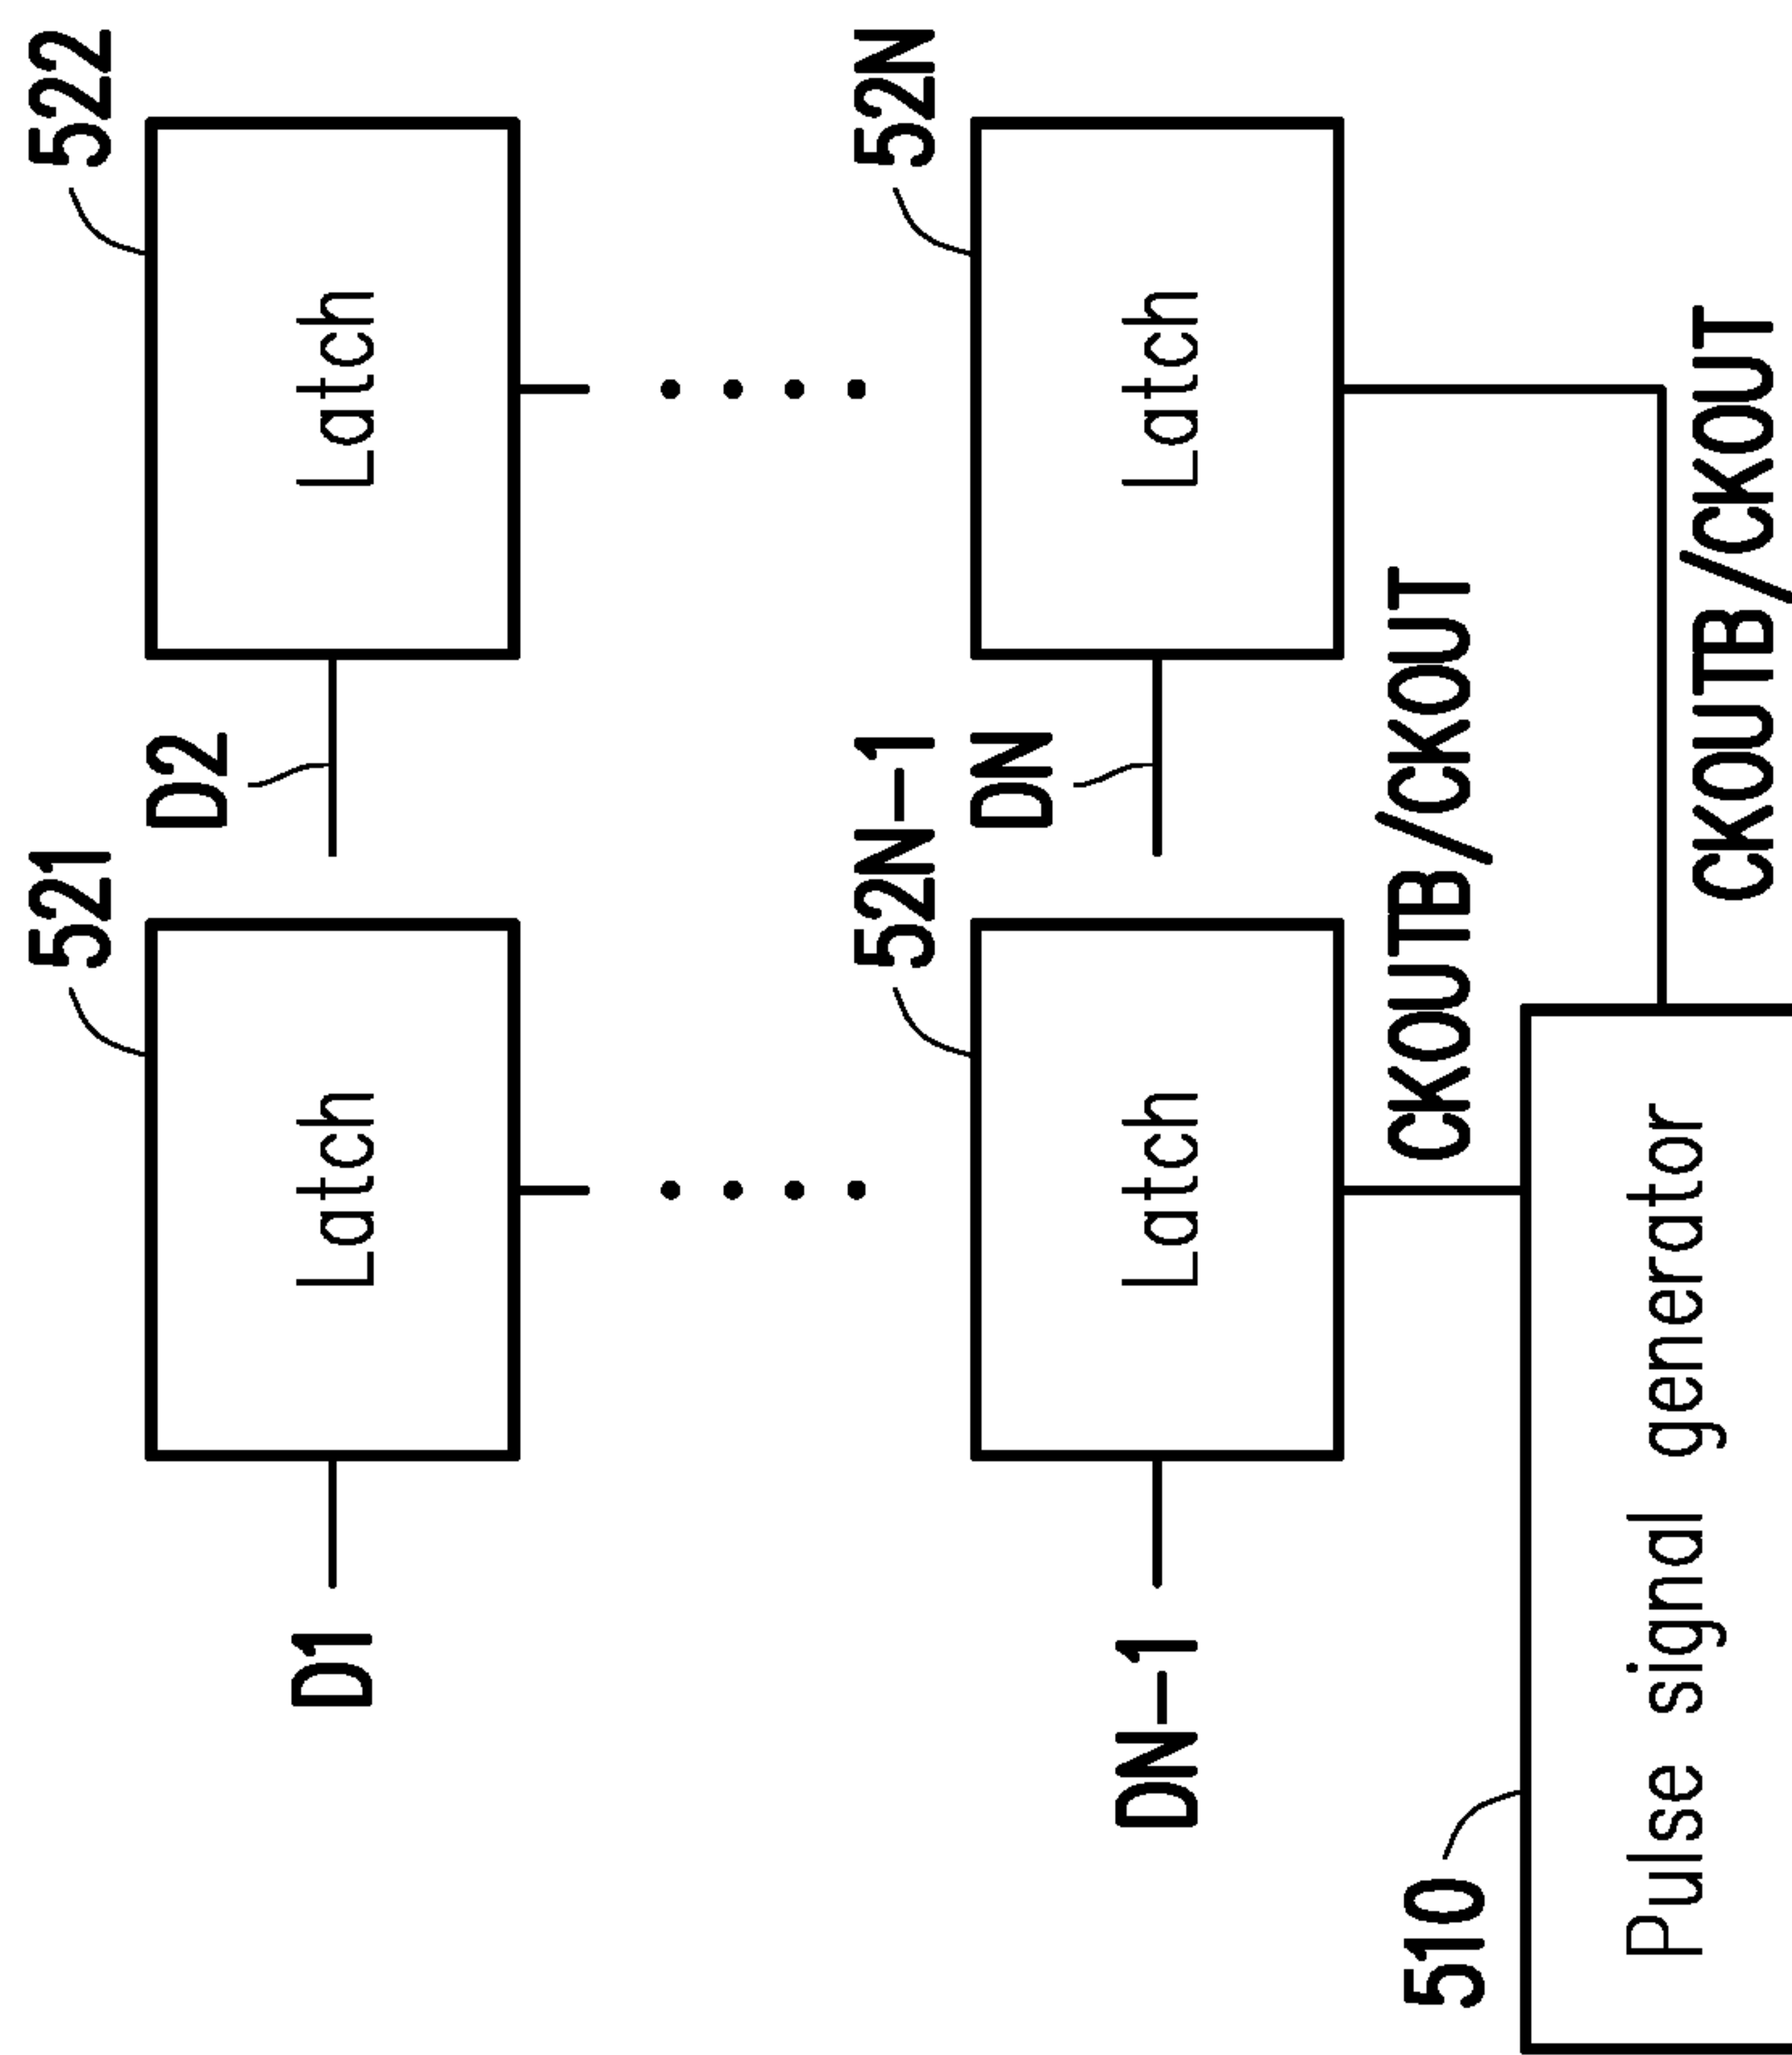 521
522
Latch
Latch
D1
D2
52N-1
52N
Latch
Latch
DN-1
DN
CKOUTB/CKOUT
510
Pulse signal generator
CKOUTB/CKOUT